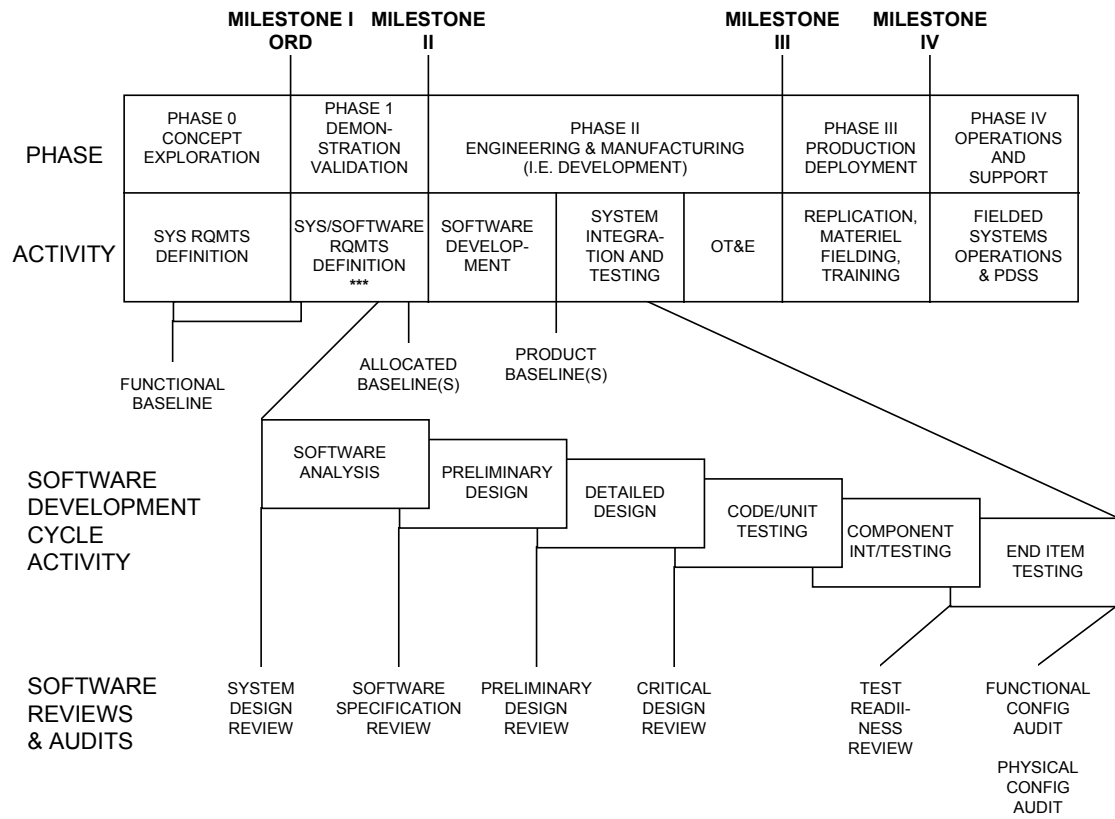 MILESTONE I
ORD
MILESTONE
II
MILESTONE
III
MILESTONE
IV
PHASE
PHASE 0
CONCEPT
EXPLORATION
PHASE 1
DEMON-
STRATION
VALIDATION
PHASE II
ENGINEERING & MANUFACTURING
(I.E. DEVELOPMENT)
PHASE III
PRODUCTION
DEPLOYMENT
PHASE IV
OPERATIONS
AND
SUPPORT
ACTIVITY
SYS RQMTS
DEFINITION
SYS/SOFTWARE
RQMTS
DEFINITION
***
SOFTWARE
DEVELOP-
MENT
SYSTEM
INTEGRA-
TION AND
TESTING
OT&E
REPLICATION,
MATERIEL
FIELDING,
TRAINING
FIELDED
SYSTEMS
OPERATIONS
& PDSS
FUNCTIONAL
BASELINE
ALLOCATED
BASELINE(S)
PRODUCT
BASELINE(S)
SOFTWARE
DEVELOPMENT
CYCLE
ACTIVITY
SOFTWARE
ANALYSIS
PRELIMINARY
DESIGN
DETAILED
DESIGN
CODE/UNIT
TESTING
COMPONENT
INT/TESTING
END ITEM
TESTING
SOFTWARE
REVIEWS
& AUDITS
SYSTEM
DESIGN
REVIEW
SOFTWARE
SPECIFICATION
REVIEW
PRELIMINARY
DESIGN
REVIEW
CRITICAL
DESIGN
REVIEW
TEST
READII-
NESS
REVIEW
FUNCTIONAL
CONFIG
AUDIT
PHYSICAL
CONFIG
AUDIT